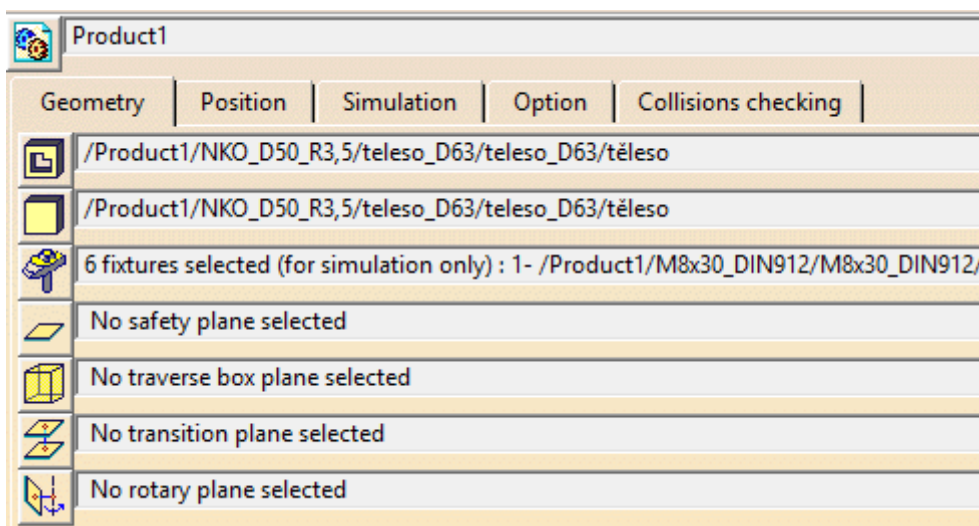 Product1
Geometry Position Simulation Option Collisions checking
/Product1/NKO_D50_R3,5/teleso_D63/teleso_D63/těleso
/Product1/NKO_D50_R3,5/teleso_D63/teleso_D63/těleso
6 fixtures selected (for simulation only) : 1- /Product1/M8x30_DIN912/M8x30_DIN912/
No safety plane selected
No traverse box plane selected
No transition plane selected
No rotary plane selected